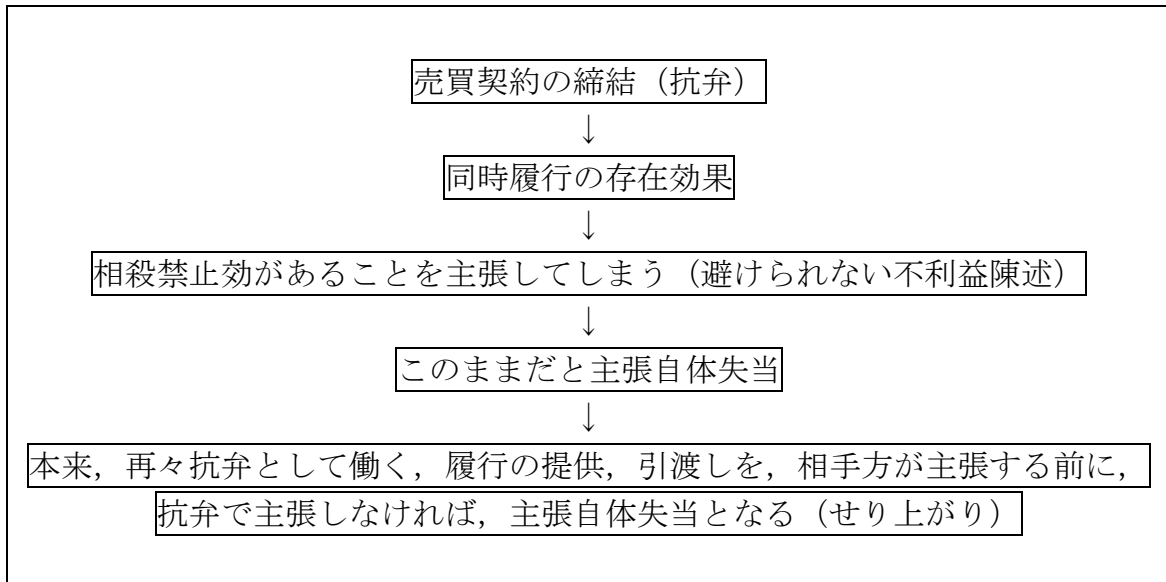 売買契約の締結（抗弁）
↓
同時履行の存在効果
↓
相殺禁止効があることを主張してしまう（避けられない不利益陳述）
↓
このままだと主張自体失当
↓
本来，再々抗弁として働く，履行の提供，引渡しを，相手方が主張する前に，
抗弁で主張しなければ，主張自体失当となる（せり上がり）